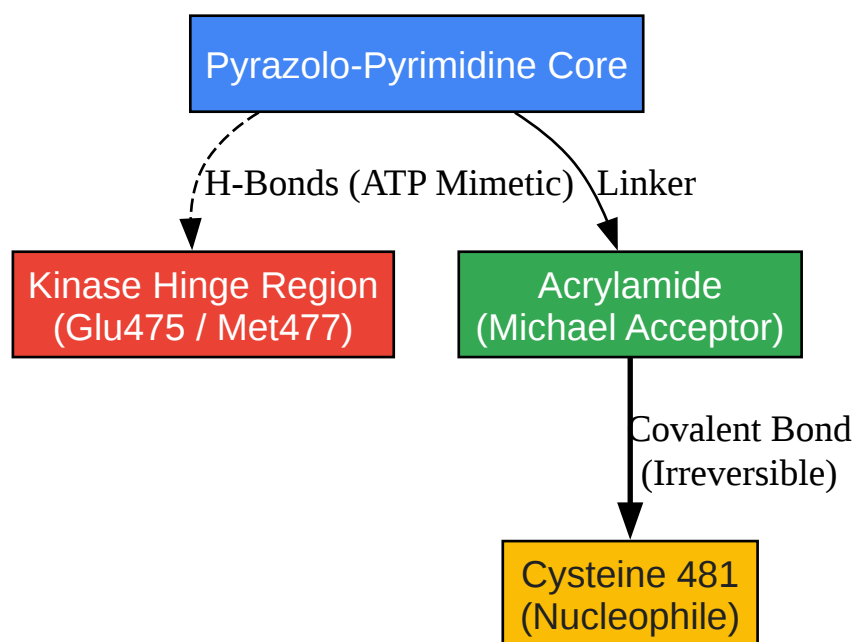 Pyrazolo-Pyrimidine Core
H-Bonds (ATP Mimetic)
Linker
Kinase Hinge Region
(Glu475 / Met477)
Acrylamide
(Michael Acceptor)
Covalent Bond
(Irreversible)
Cysteine 481
(Nucleophile)